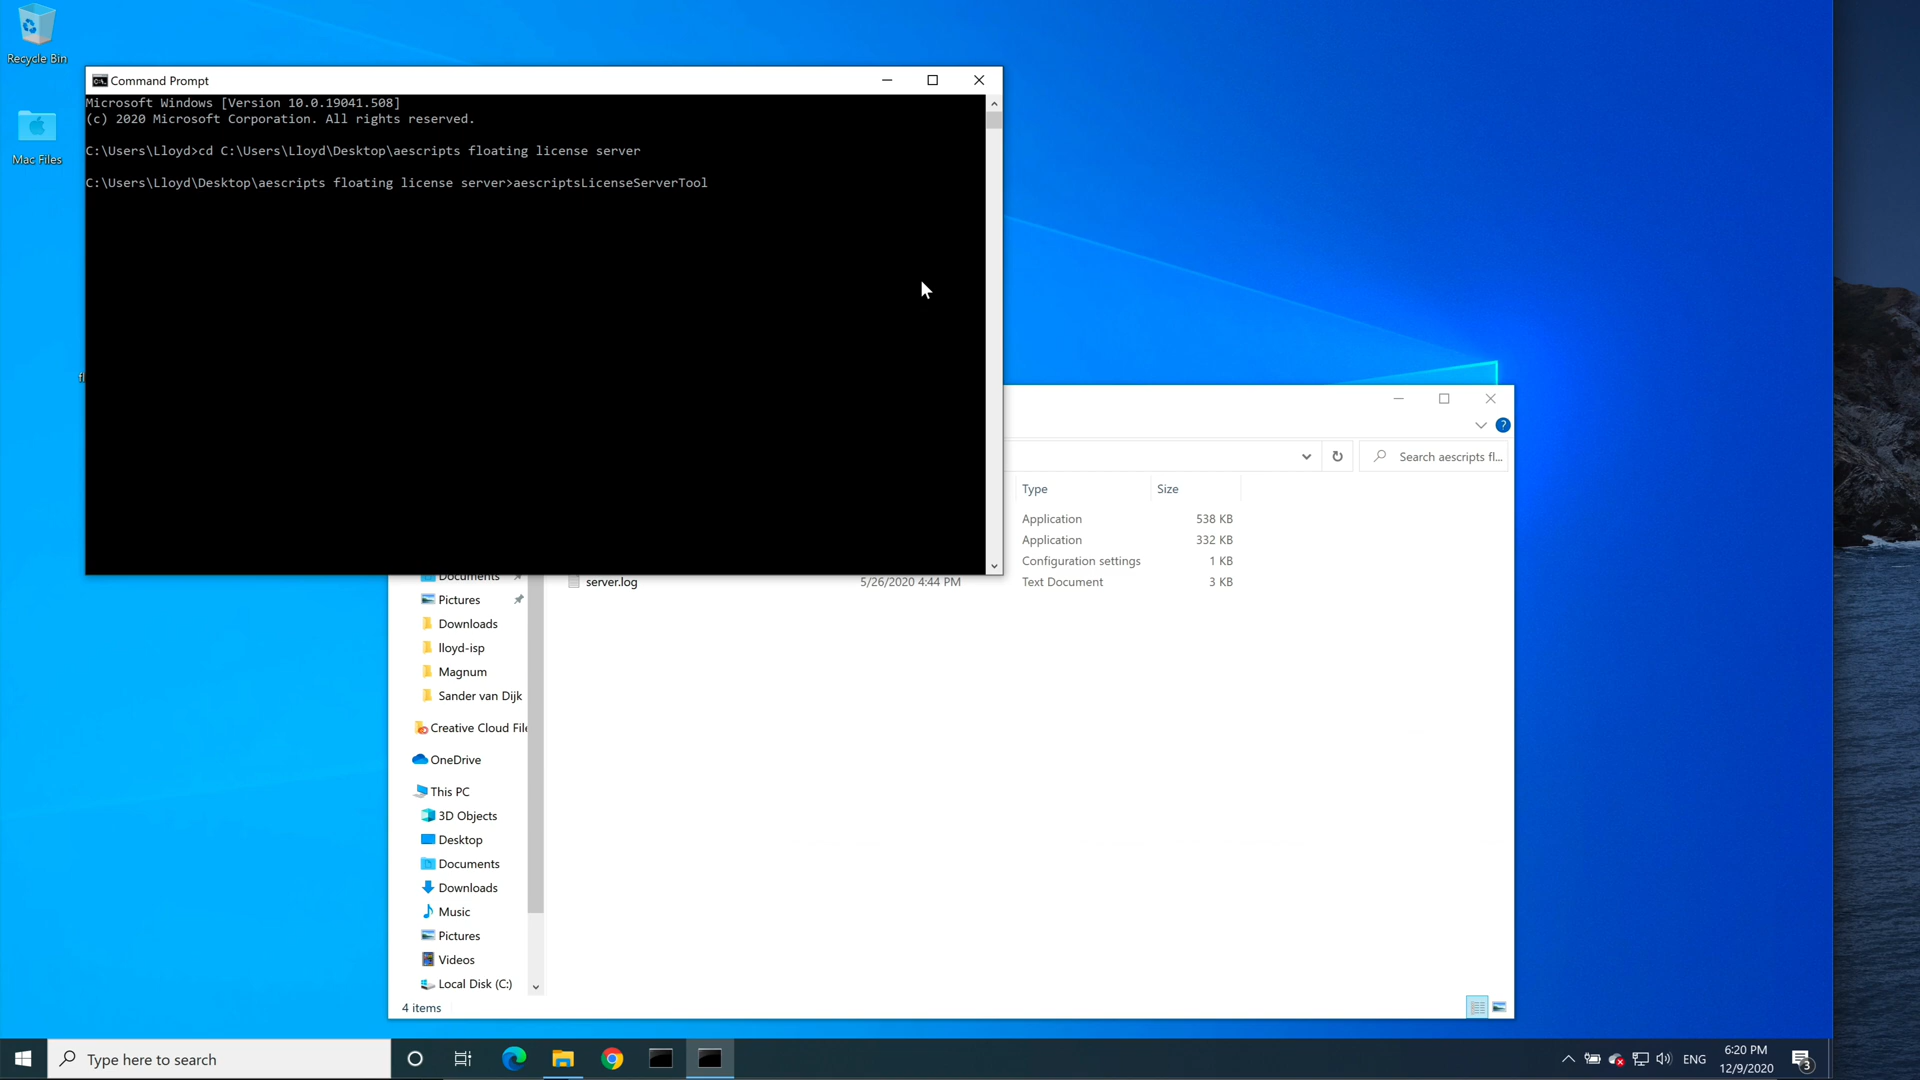 Recycle Bin
Mac Files
Command Prompt
Microsoft Windows [Version 10.0.19041.508]
(c) 2020 Microsoft Corporation. All rights reserved.
C:\Users\Lloyd>cd C:\Users\Lloyd\Desktop\aescripts floating license server
C:\Users\Lloyd\Desktop\aescripts floating license server>aescriptsLicenseServerTool
Search aescripts fl...
Type Size
Application 538 KB
Application 332 KB
Configuration settings 1 KB
server.log 5/26/2020 4:44 PM Text Document 3 KB
Documents
Pictures
Downloads
lloyd-isp
Magnum
Sander van Dijk
Creative Cloud File
OneDrive
This PC
3D Objects
Desktop
Documents
Downloads
Music
Pictures
Videos
Local Disk (C:)
4 items
Type here to search
ENG
6:20 PM
12/9/2020
3